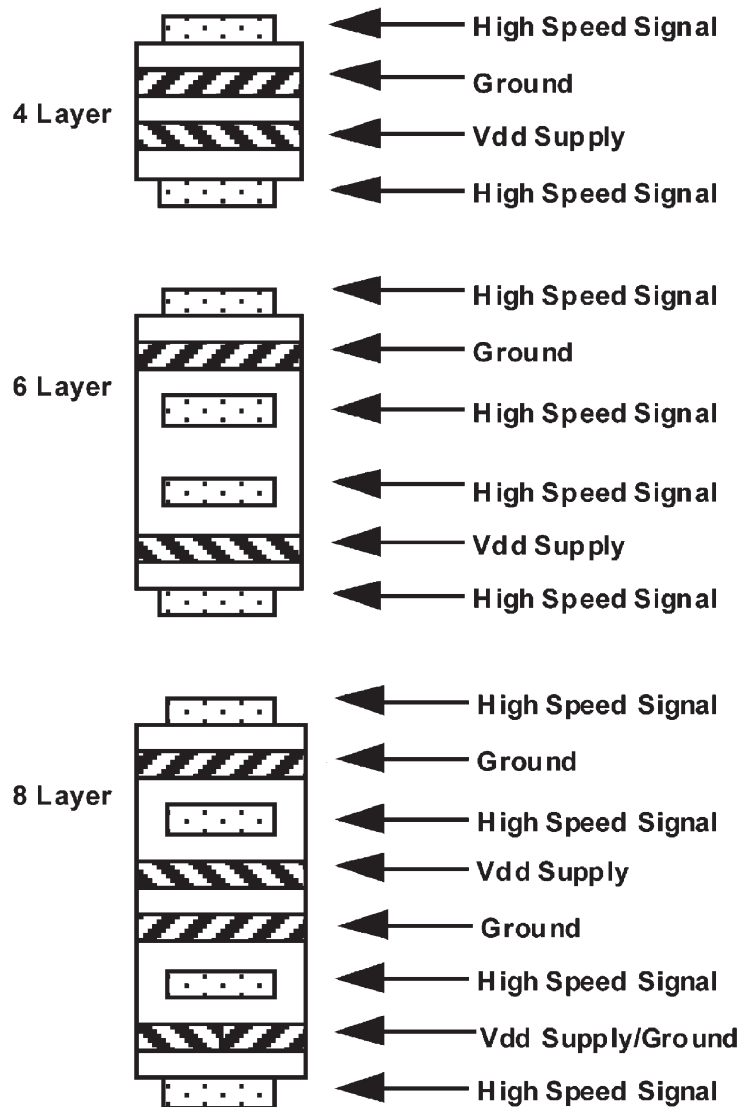 High Speed Signal
Ground
4 Layer
Vdd Supply
High Speed Signal
High Speed Signal
Ground
6 Layer
High Speed Signal
High Speed Signal
Vdd Supply
High Speed Signal
High Speed Signal
Ground
8 Layer
High Speed Signal
Vdd Supply
Ground
High Speed Signal
Vdd Supply/Ground
High Speed Signal